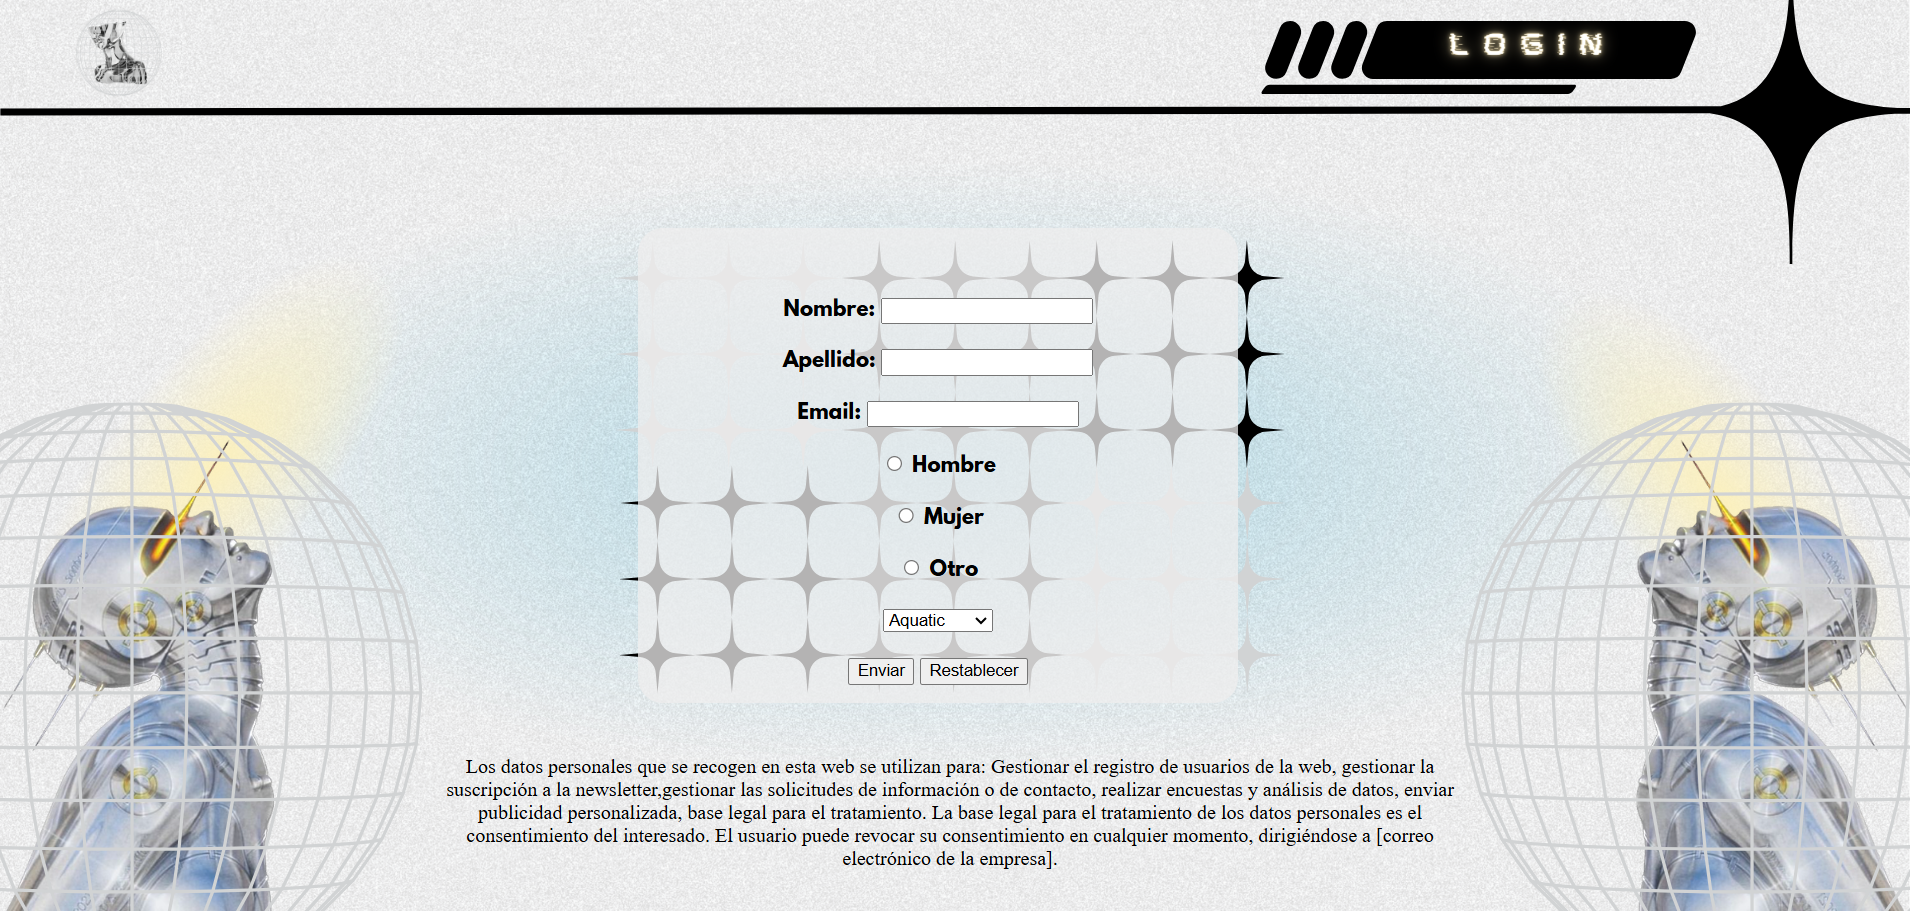 LOGIN
Nombre:
Apellido:
Email:
Hombre
Mujer
Otro
Aquatic
Enviar Restablecer
Los datos personales que se recogen en esta web se utilizan para: Gestionar el registro de usuarios de la web, gestionar la
suscripción a la newsletter,gestionar las solicitudes de información o de contacto, realizar encuestas y análisis de datos, enviar
publicidad personalizada, base legal para el tratamiento. La base legal para el tratamiento de los datos personales es el
consentimiento del interesado. El usuario puede revocar su consentimiento en cualquier momento, dirigiéndose a [correo
electrónico de la empresa].